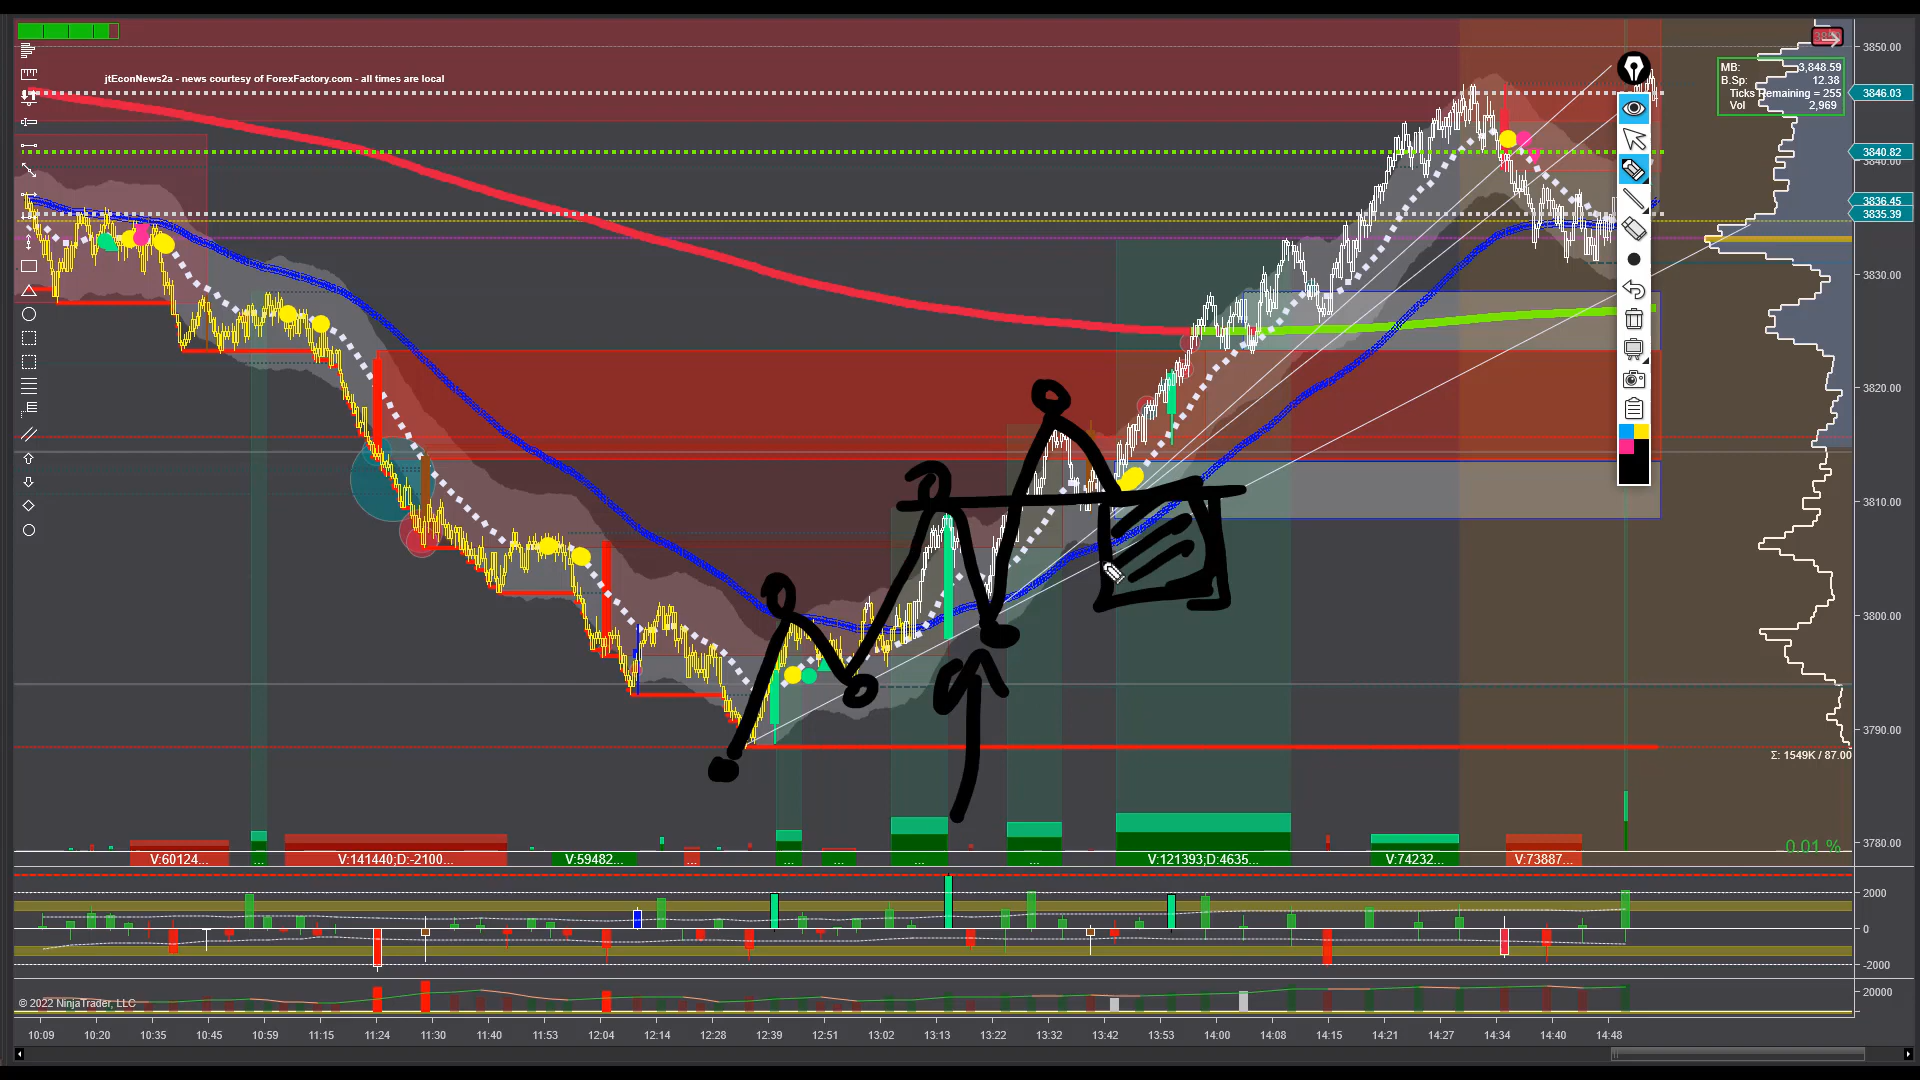 jtEconNews2a - news courtesy of ForexFactory.com - all times are local
MB: 3,848.59
B.Sp: 12.38
Ticks Remaining = 255
Vol 2,969
3850.00
3846.03
3840.82
3840.00
3836.45
3835.39
3830.00
3820.00
3810.00
3800.00
3790.00
Σ: 1549K / 87.00
3780.00
0.01 %
V:60124... ... V:141440;D:-2100... V:59482... ... ... ... ... ... V:121393;D:4635... V:74232... V:73887...
2000
0
-2000
20000
© 2022 NinjaTrader, LLC
10:09 10:20 10:35 10:45 10:59 11:15 11:24 11:30 11:40 11:53 12:04 12:14 12:28 12:39 12:51 13:02 13:13 13:22 13:32 13:42 13:53 14:00 14:08 14:15 14:21 14:27 14:34 14:40 14:48